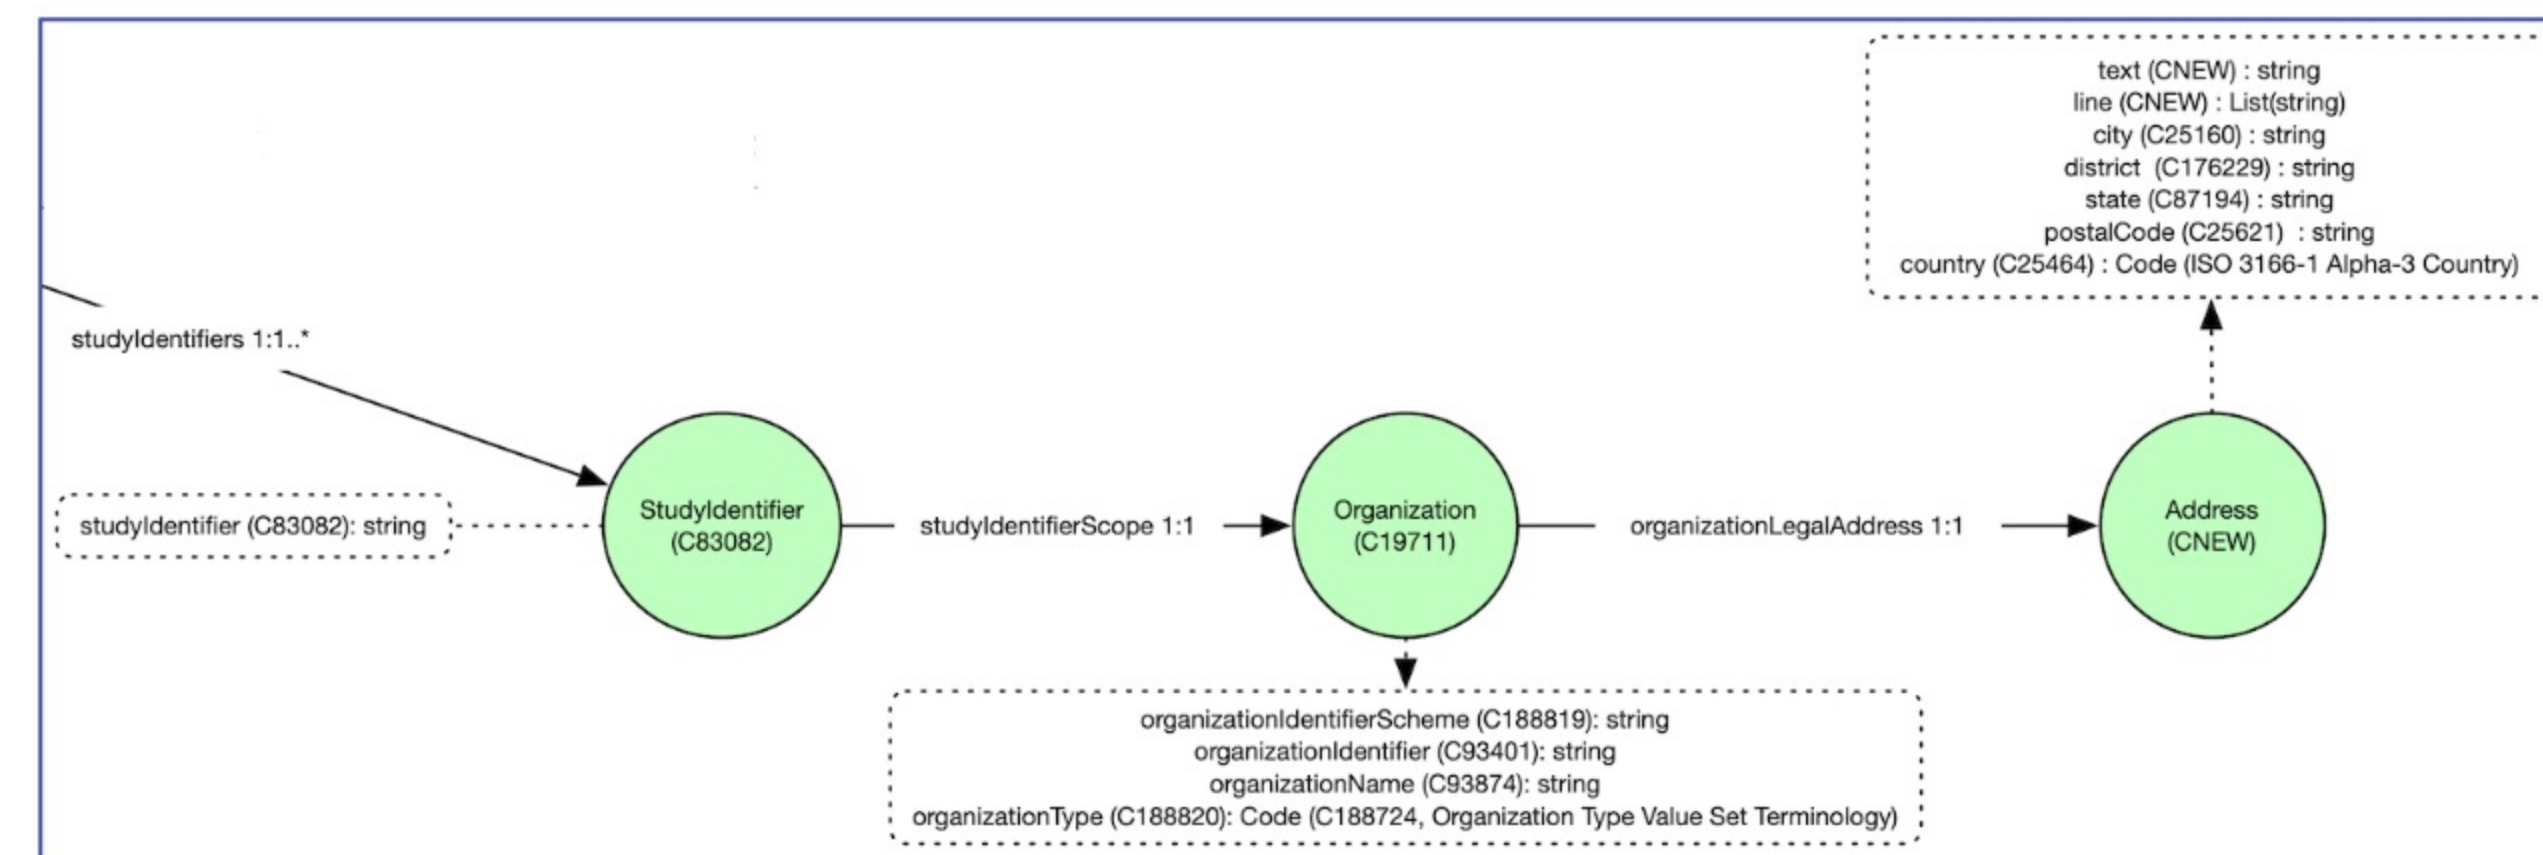 text (CNEW) : string
line (CNEW) : List(string)
city (C25160) : string
district  (C176229) : string
state (C87194) : string
postalCode (C25621)  : string
country (C25464) : Code (ISO 3166-1 Alpha-3 Country)
studyIdentifiers 1:1..*
studyIdentifier (C83082): string
StudyIdentifier
(C83082)
studyIdentifierScope 1:1
Organization
(C19711)
organizationLegalAddress 1:1
Address
(CNEW)
organizationIdentifierScheme (C188819): string
organizationIdentifier (C93401): string
organizationName (C93874): string
organizationType (C188820): Code (C188724, Organization Type Value Set Terminology)